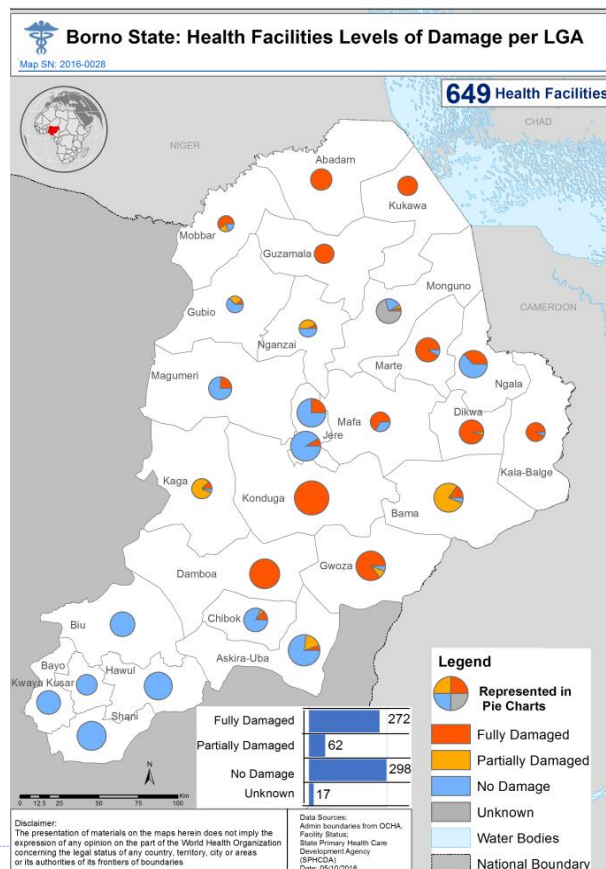 Borno State: Health Facilities Levels of Damage per LGA
Map SN: 2016-0028
649 Health Facilities
CHAD
NIGER
Abadam
Kukawa
Mobbar
Guzamala
Monguno
Gubio
CAMEROON
Nganzai
Marte
Magumeri
Ngala
Mafa
Dikwa
Jere
Kala-Balge
Kaga
Konduga
Bama
Damboa
Gwoza
Chibok
Biu
Askira-Uba
Bayo
Hawul
Kwaya Kusar
Shani
Legend
Represented in
Pie Charts
Fully Damaged
Partially Damaged
No Damage
Unknown
Water Bodies
National Boundary
Fully Damaged 272
Partially Damaged 62
No Damage 298
Unknown 17
N
Km
0 12.5 25 50 75 100
Disclaimer:
The presentation of materials on the maps herein does not imply the
expression of any opinion on the part of the World Health Organization
concerning the legal status of any country, territory, city or areas
or its authorities of its frontiers of boundaries
Data Sources:
Admin boundaries from OCHA.
Facility Status;
State Primary Health Care
Development Agency
(SPHCDA)
Date: 05/10/2016